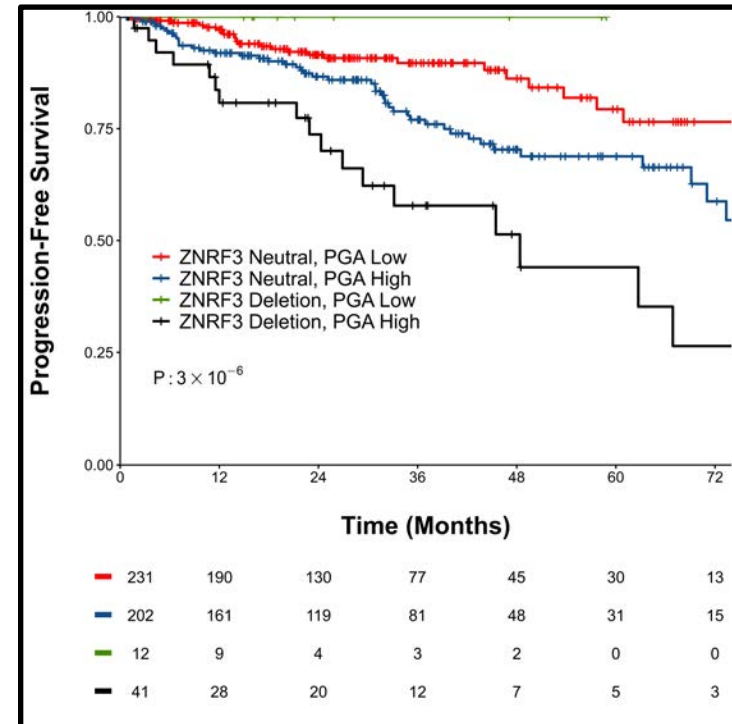 Progression-Free Survival
1.00
0.75
0.50
0.25
0.00
ZNRF3 Neutral, PGA Low
ZNRF3 Neutral, PGA High
ZNRF3 Deletion, PGA Low
ZNRF3 Deletion, PGA High
P : 3 × 10⁻⁶
0 12 24 36 48 60 72
Time (Months)
231 190 130 77 45 30 13
202 161 119 81 48 31 15
12 9 4 3 2 0 0
41 28 20 12 7 5 3